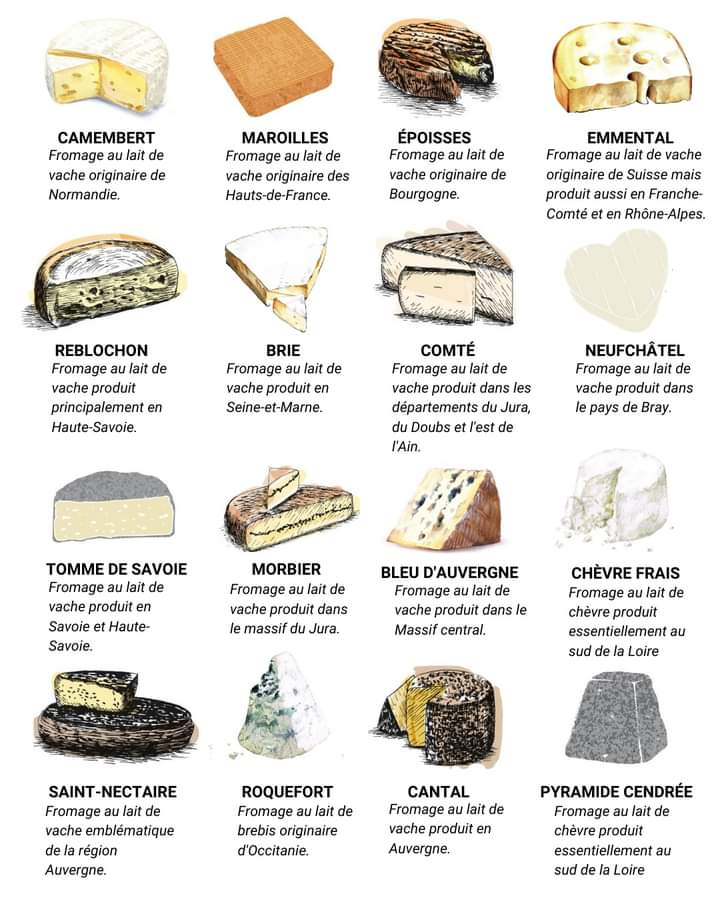 CAMEMBERT
Fromage au lait de
vache originaire de
Normandie.
MAROILLES
Fromage au lait de
vache originaire des
Hauts-de-France.
ÉPOISSES
Fromage au lait de
vache originaire de
Bourgogne.
EMMENTAL
Fromage au lait de vache
originaire de Suisse mais
produit aussi en Franche-
Comté et en Rhône-Alpes.
REBLOCHON
Fromage au lait de
vache produit
principalement en
Haute-Savoie.
BRIE
Fromage au lait de
vache produit en
Seine-et-Marne.
COMTÉ
Fromage au lait de
vache produit dans les
départements du Jura,
du Doubs et l'est de
l'Ain.
NEUFCHÂTEL
Fromage au lait de
vache produit dans
le pays de Bray.
TOMME DE SAVOIE
Fromage au lait de
vache produit en
Savoie et Haute-
Savoie.
MORBIER
Fromage au lait de
vache produit dans
le massif du Jura.
BLEU D'AUVERGNE
Fromage au lait de
vache produit dans le
Massif central.
CHÈVRE FRAIS
Fromage au lait de
chèvre produit
essentiellement au
sud de la Loire
SAINT-NECTAIRE
Fromage au lait de
vache emblématique
de la région
Auvergne.
ROQUEFORT
Fromage au lait de
brebis originaire
d'Occitanie.
CANTAL
Fromage au lait de
vache produit en
Auvergne.
PYRAMIDE CENDRÉE
Fromage au lait de
chèvre produit
essentiellement au
sud de la Loire